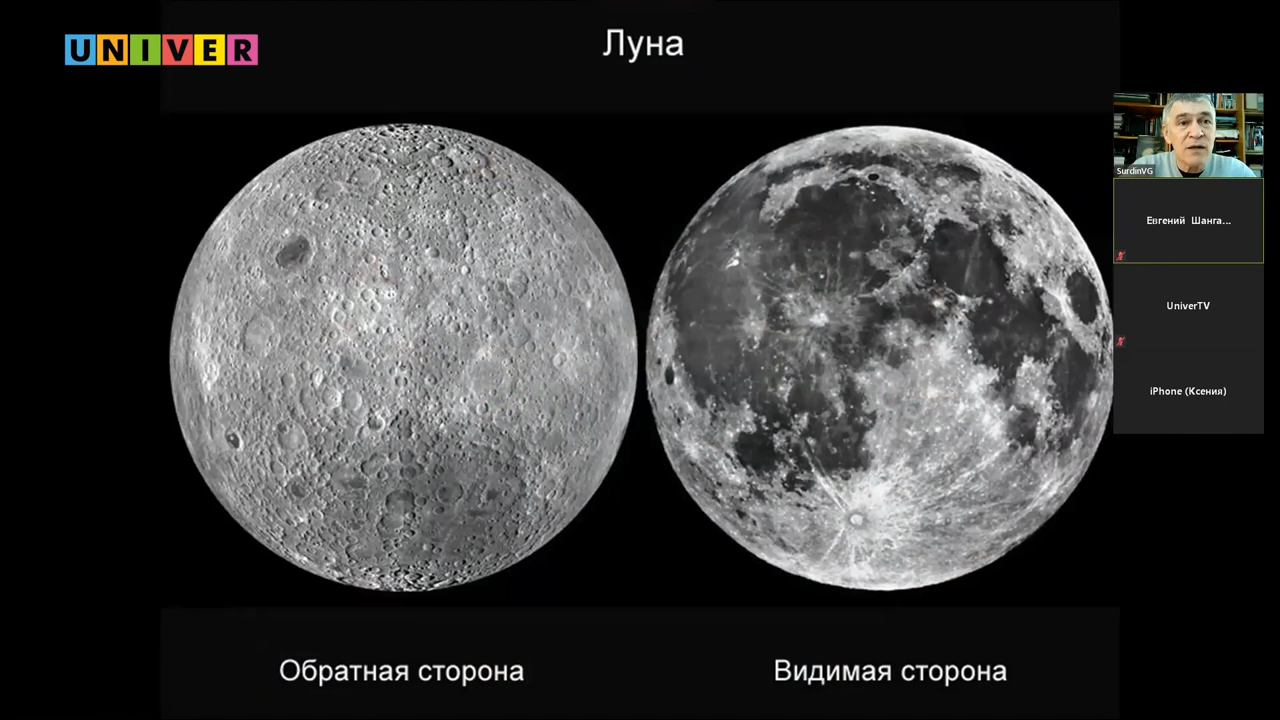 UNIVER
Луна
SurdinVG
Евгений Шанга...
UniverTV
iPhone (Ксения)
Обратная сторона
Видимая сторона